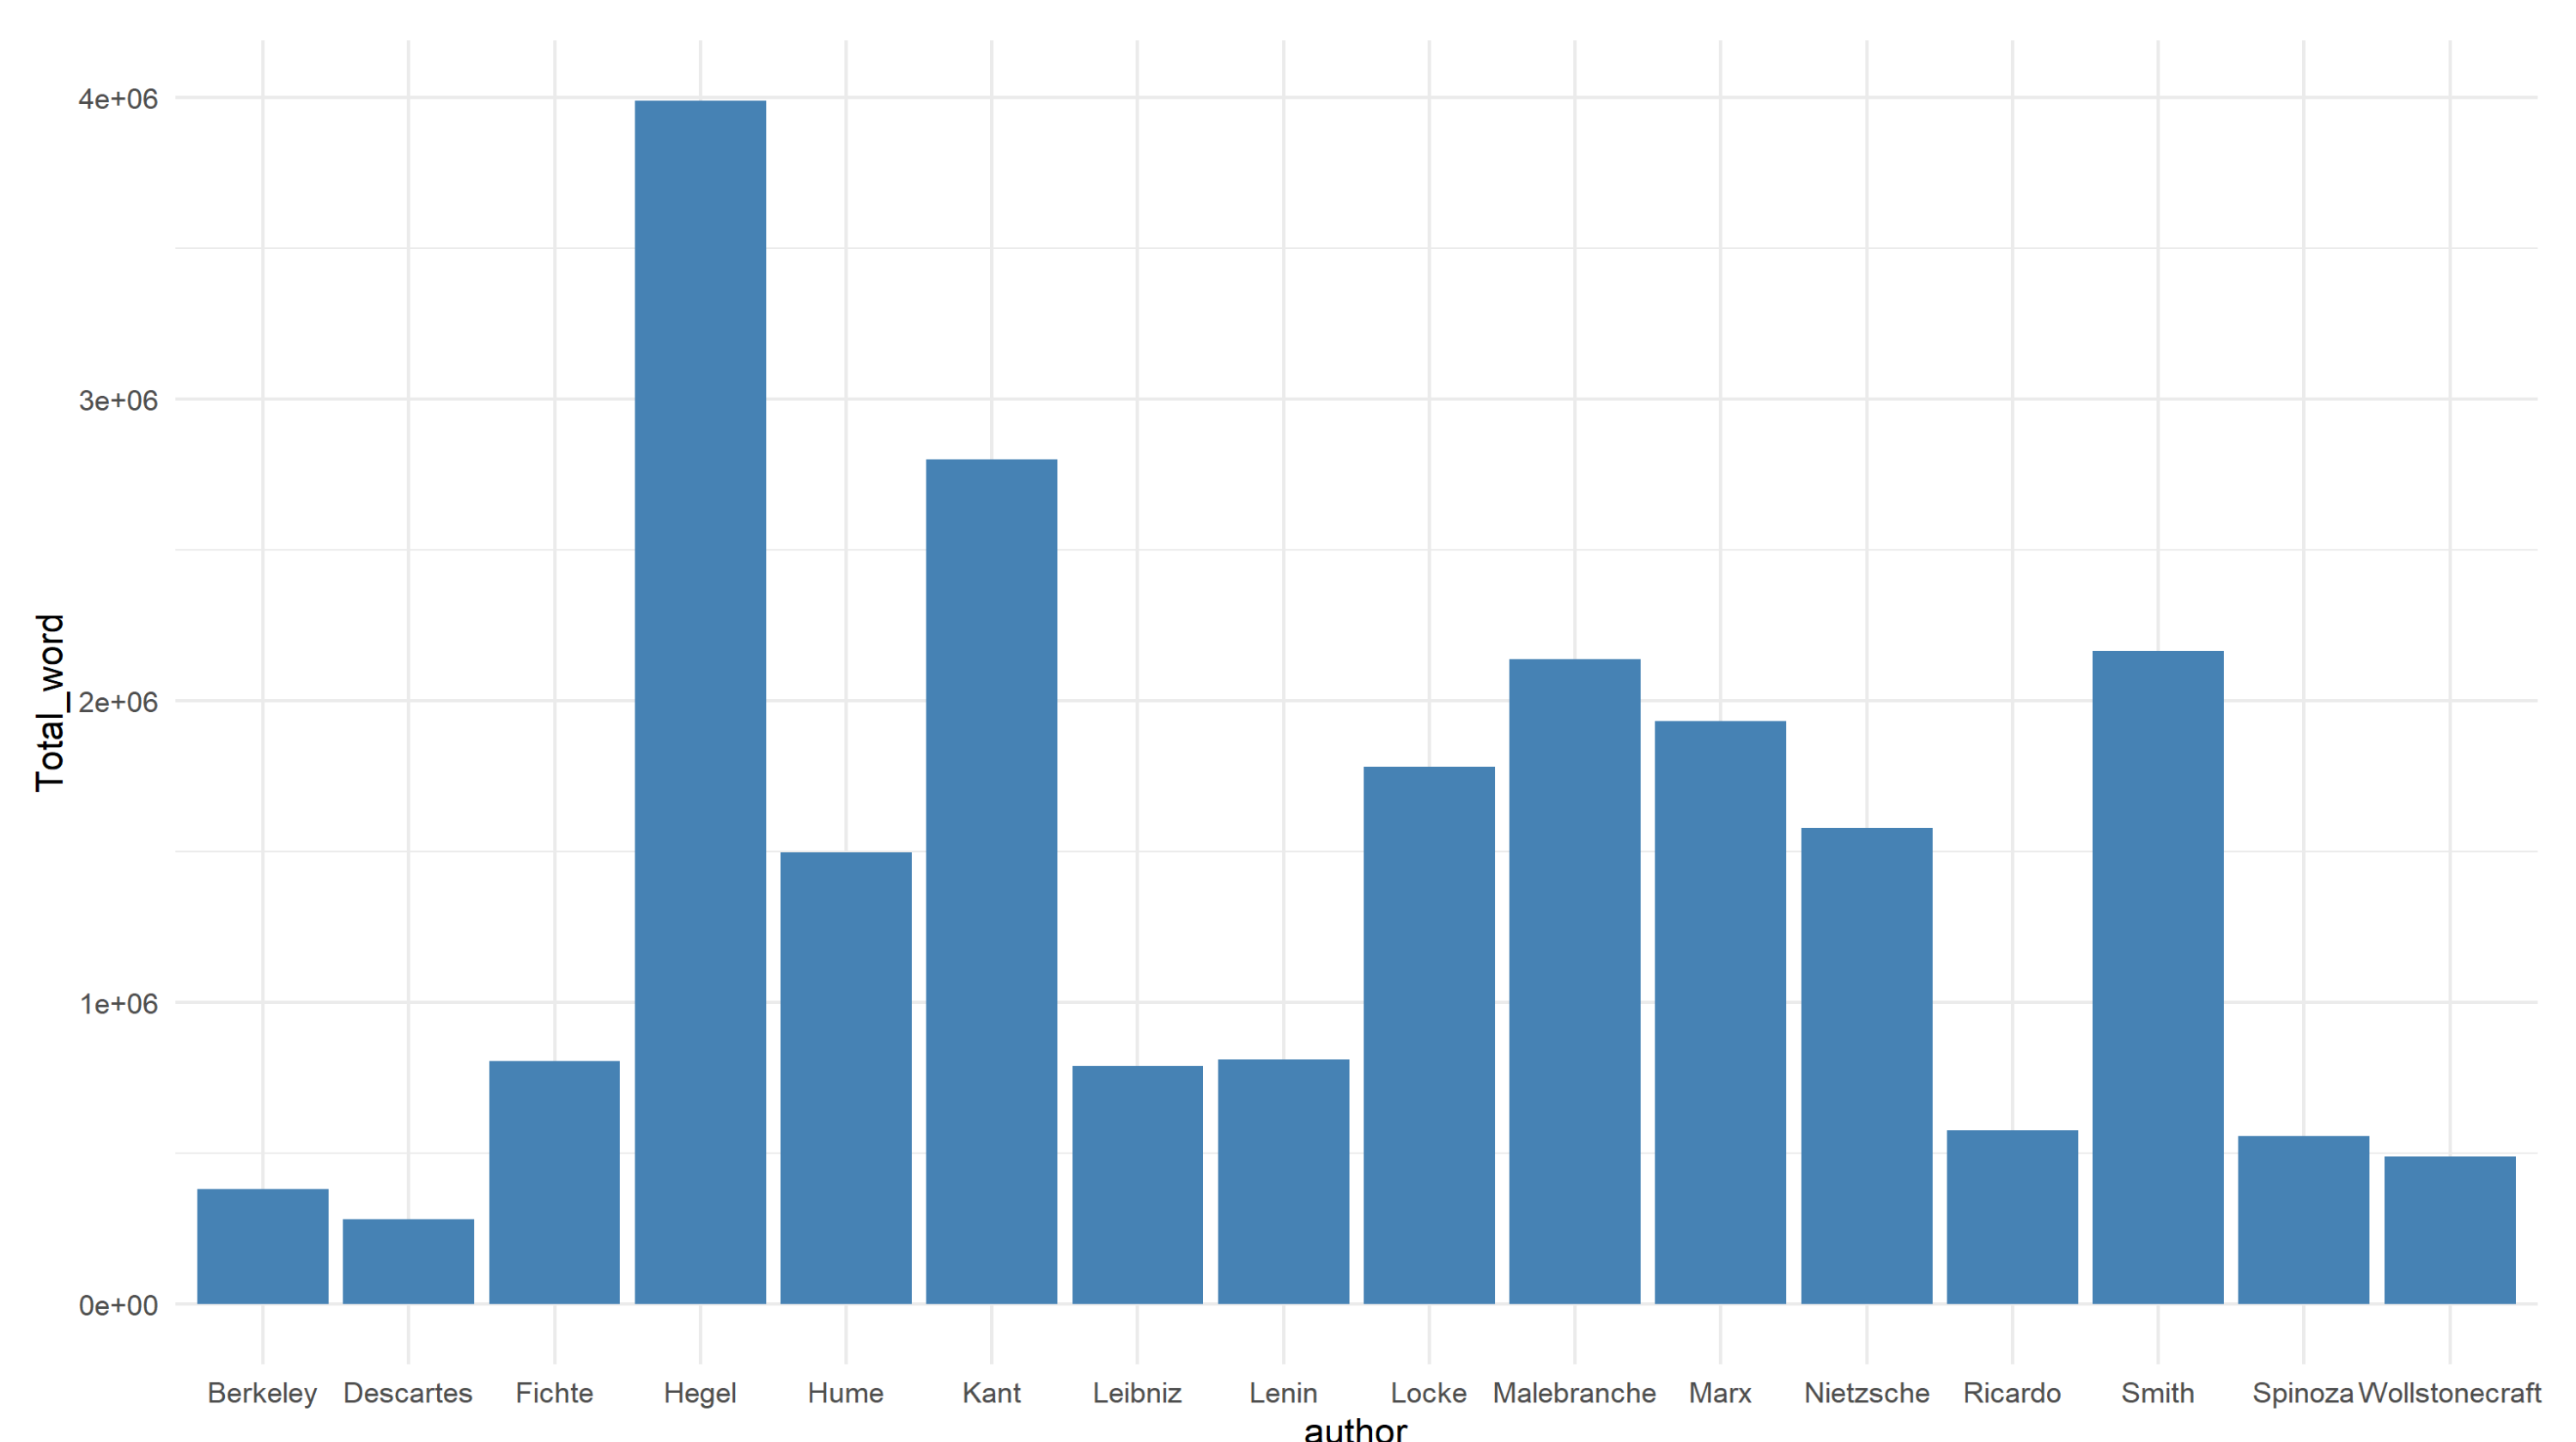 Total_word
4e+06
3e+06
2e+06
1e+06
0e+00
Berkeley Descartes Fichte Hegel Hume Kant Leibniz Lenin Locke Malebranche Marx Nietzsche Ricardo Smith Spinoza Wollstonecraft
author